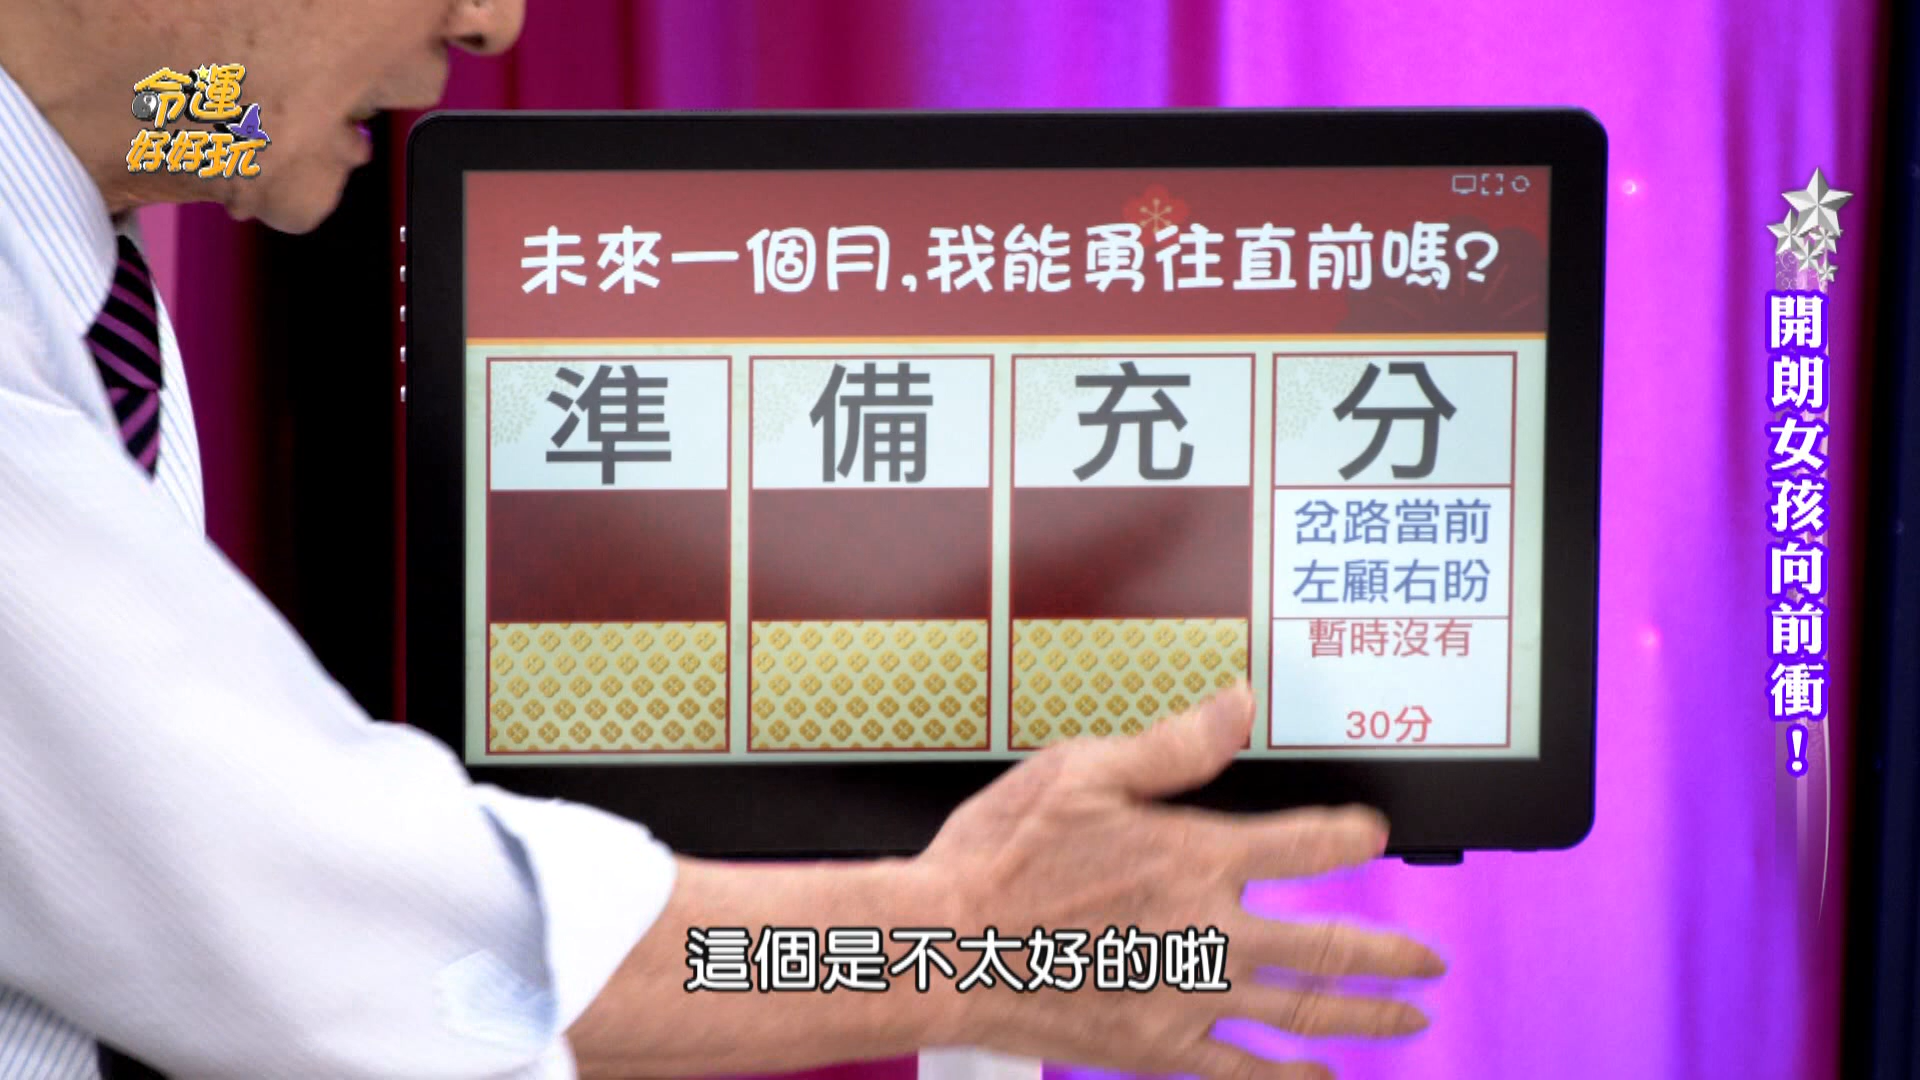 命運
好好玩
未來一個月,我能勇往直前嗎?
準
備
充
分
岔路當前
左顧右盼
暫時沒有
30分
開朗女孩向前衝!
這個是不太好的啦